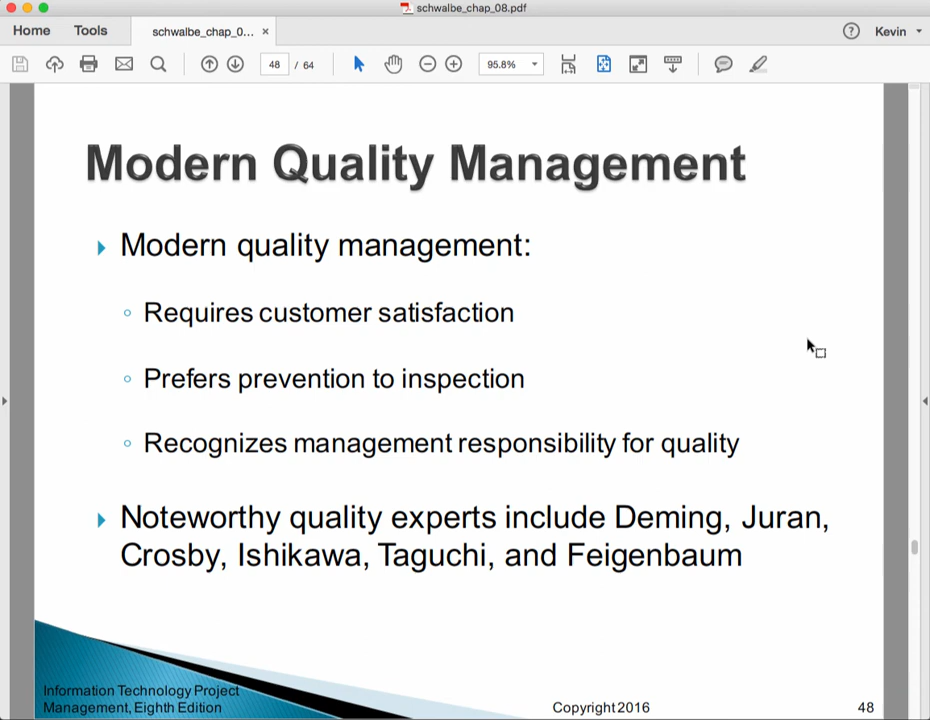 schwalbe_chap_08.pdf
Home Tools schwalbe_chap_0... × ? Kevin
48 / 64 95.8%
Modern Quality Management
Modern quality management:
Requires customer satisfaction
Prefers prevention to inspection
Recognizes management responsibility for quality
Noteworthy quality experts include Deming, Juran,
Crosby, Ishikawa, Taguchi, and Feigenbaum
Information Technology Project
Management, Eighth Edition Copyright 2016 48